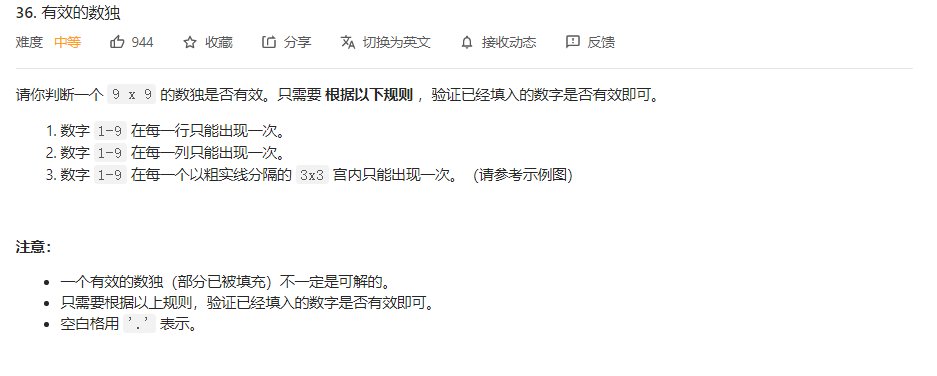 36. 有效的数独
难度 中等 944 收藏 分享 切换为英文 接收动态 反馈
请你判断一个 9 x 9 的数独是否有效。只需要 根据以下规则 ，验证已经填入的数字是否有效即可。
1. 数字 1-9 在每一行只能出现一次。
2. 数字 1-9 在每一列只能出现一次。
3. 数字 1-9 在每一个以粗实线分隔的 3x3 宫内只能出现一次。（请参考示例图）
注意：
• 一个有效的数独（部分已被填充）不一定是可解的。
• 只需要根据以上规则，验证已经填入的数字是否有效即可。
• 空白格用 '.' 表示。